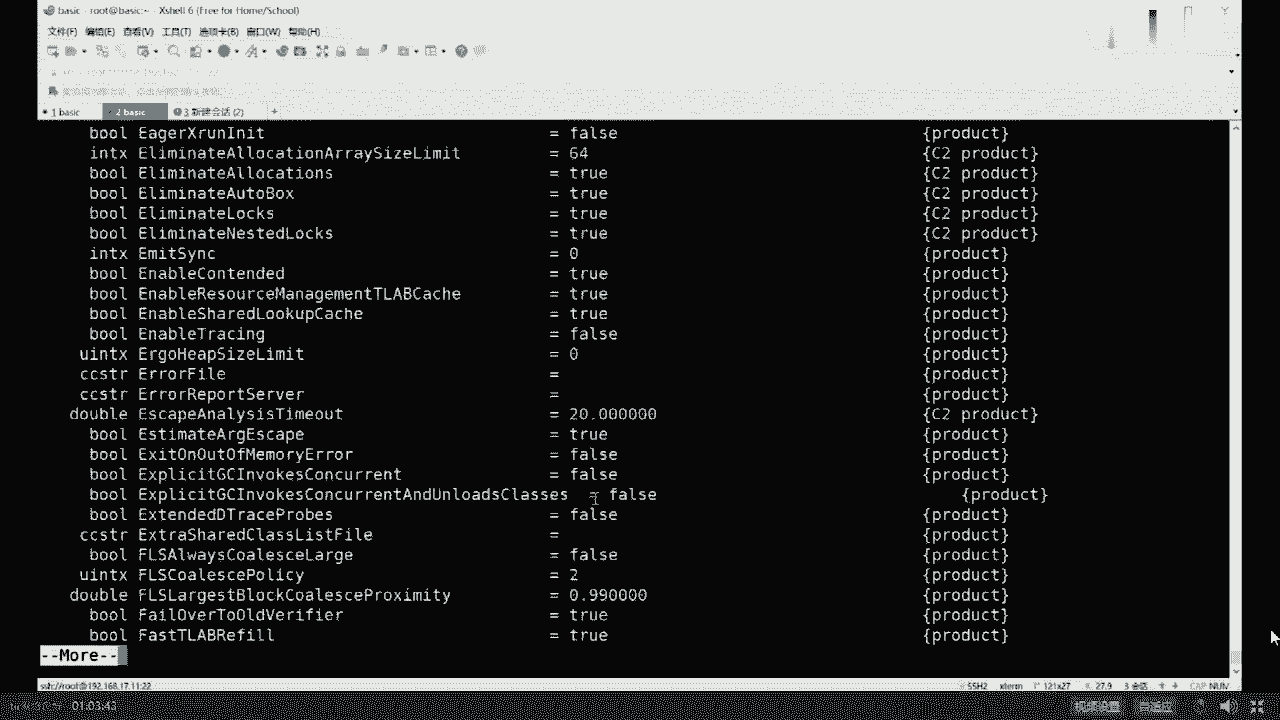 basic - root@basic:~ - Xshell 6 (Free for Home/School)
文件(F) 编辑(E) 查看(V) 工具(T) 选项卡(B) 窗口(W) 帮助(H)
1 basic 2 basic 3 新建会话 (2) +
bool EagerXrunInit = false {product}
intx EliminateAllocationArraySizeLimit = 64 {C2 product}
bool EliminateAllocations = true {C2 product}
bool EliminateAutoBox = true {C2 product}
bool EliminateLocks = true {C2 product}
bool EliminateNestedLocks = true {C2 product}
intx EmitSync = 0 {product}
bool EnableContended = true {product}
bool EnableResourceManagementTLABCache = true {product}
bool EnableSharedLookupCache = true {product}
bool EnableTracing = false {product}
uintx ErgoHeapSizeLimit = 0 {product}
ccstr ErrorFile = {product}
ccstr ErrorReportServer = {product}
double EscapeAnalysisTimeout = 20.000000 {C2 product}
bool EstimateArgEscape = true {product}
bool ExitOnOutOfMemoryError = false {product}
bool ExplicitGCInvokesConcurrent = false {product}
bool ExplicitGCInvokesConcurrentAndUnloadsClasses = false {product}
bool ExtendedDTraceProbes = false {product}
ccstr ExtraSharedClassListFile = {product}
bool FLSAlwaysCoalesceLarge = false {product}
uintx FLSCoalescePolicy = 2 {product}
double FLSLargestBlockCoalesceProximity = 0.990000 {product}
bool FailOverToOldVerifier = true {product}
bool FastTLABRefill = true {product}
--More--
ssh://root@192.168.17.11:22 SSH2 xterm 121x27 27,9 3 会话 CAP NUM
01:03:43